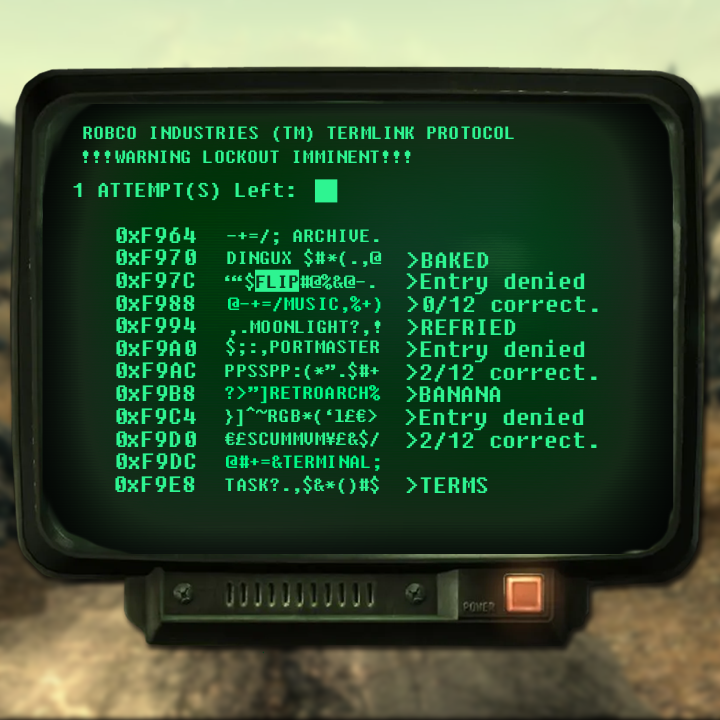 ROBCO INDUSTRIES (TM) TERMLINK PROTOCOL
!!!WARNING LOCKOUT IMMINENT!!!
1 ATTEMPT(S) Left:
0xF964 -+=/; ARCHIVE.
0xF970 DINGUX $#*(.,@ >BAKED
0xF97C ““$FLIP#@%&@-. >Entry denied
0xF988 @-+=/MUSIC,%+) >0/12 correct.
0xF994 ,.MOONLIGHT?,! >REFRIED
0xF9A0 $;:,PORTMASTER >Entry denied
0xF9AC PPSSPP:(*”.$#+ >2/12 correct.
0xF9B8 ?>”]RETROARCH% >BANANA
0xF9C4 }]^~RGB*(‘1£€> >Entry denied
0xF9D0 €£SCUMMVM¥£&$/ >2/12 correct.
0xF9DC @#+=&TERMINAL;
0xF9E8 TASK?.,$&*()#$ >TERMS
POWER